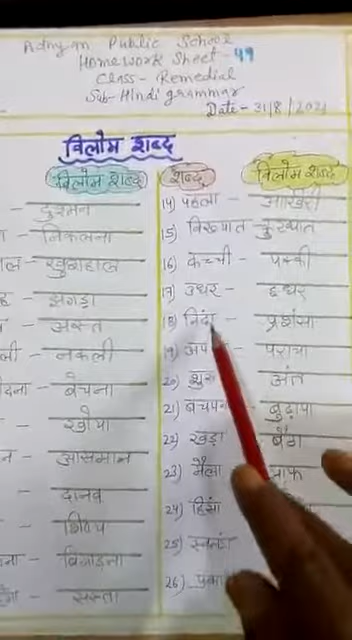 Adnyan Public School
Homework Sheet - 49
Class - Remedial
Sub - Hindi grammar
Date - 31/8/2021
विलोम शब्द
विलोम शब्द शब्द विलोम शब्द
- दुश्मन 14) पहला - आखिरी
- निकलना 15) विख्यात - कुख्यात
- खुशहाल 16) कच्ची - पक्की
- झगड़ा 17) उधर - इधर
- अस्त 18) निंदा - प्रशंसा
- नकली 19) - पराया
- बेचना 20) शुरु - अंत
- खोया 21) बचपन - बुढ़ापा
- आसमान 22) खड़ा - बैठा
- दानव 23) मैला - साफ
- शिष्य 24) हिंसा
- बिगाड़ना 25)
- सस्ता 26)